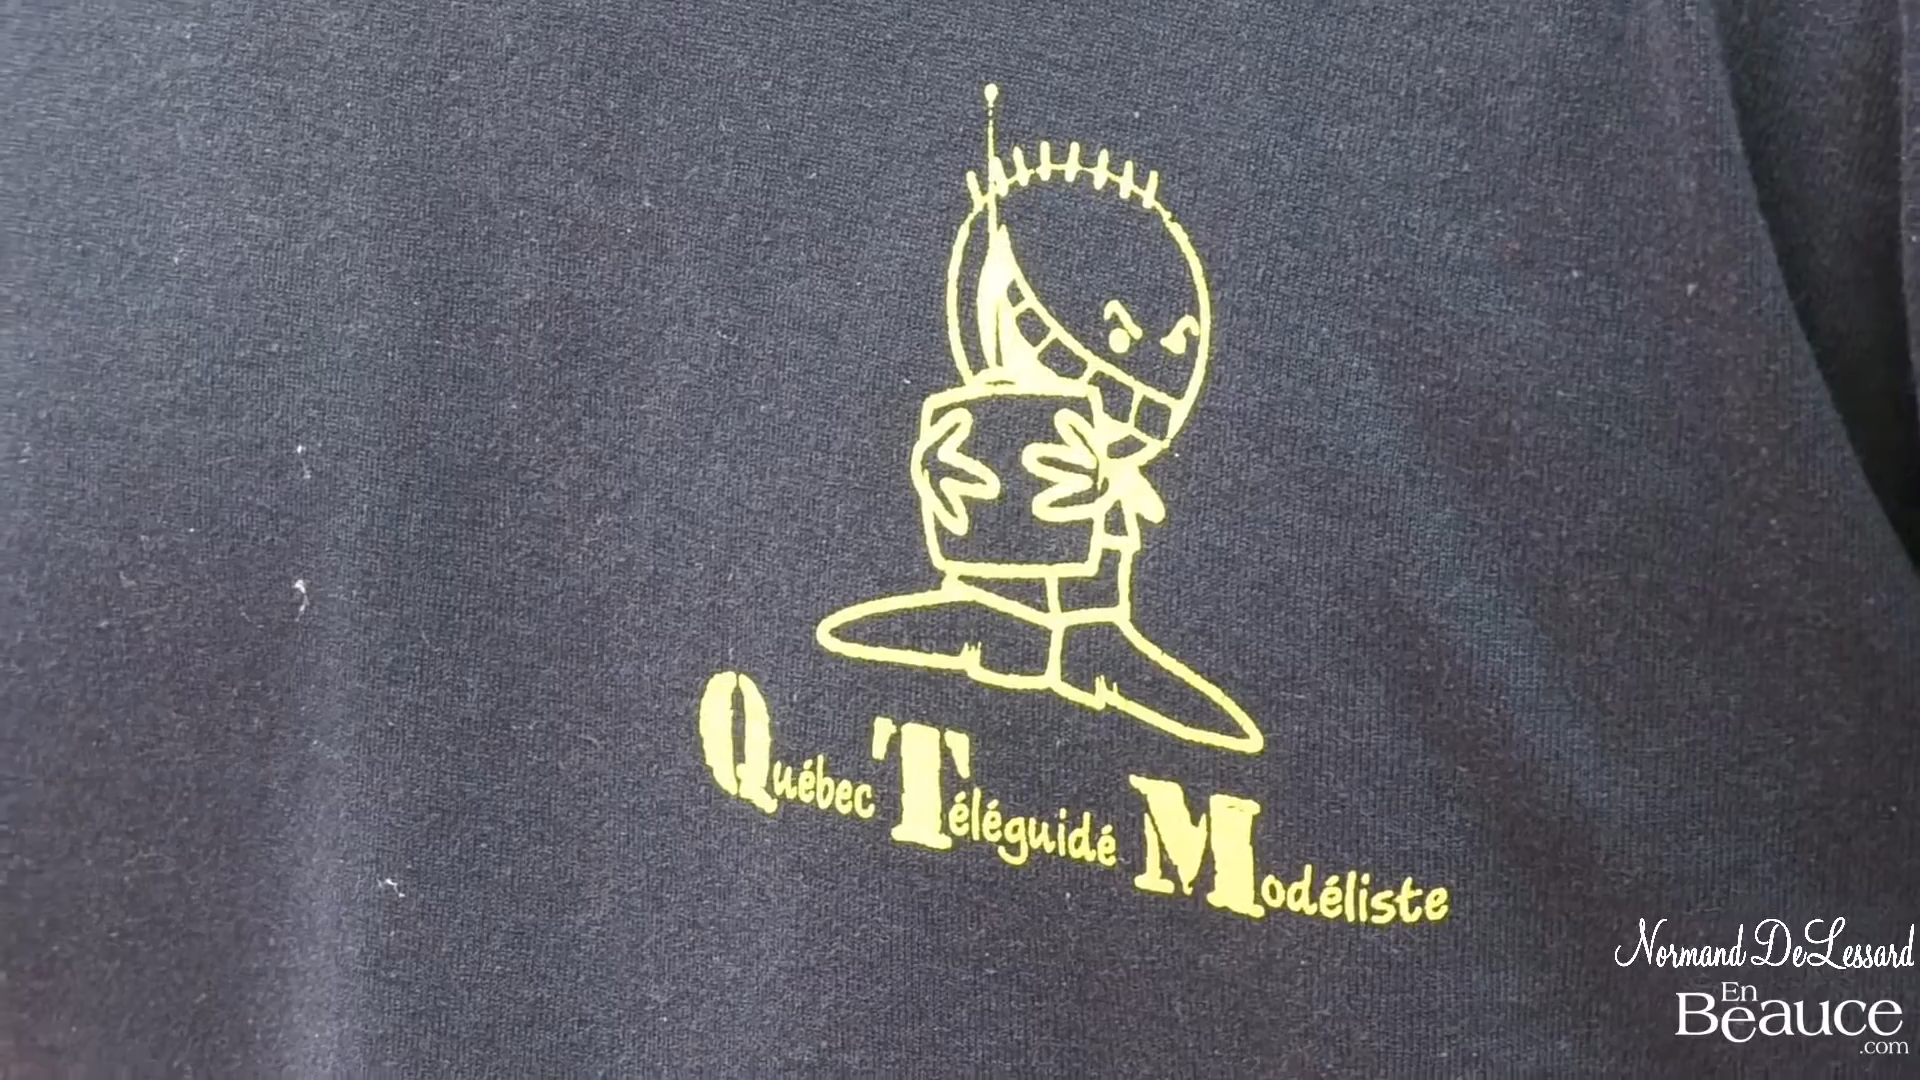 Québec Téléguidé Modéliste
Normand DeLessard
En
Beauce
.com